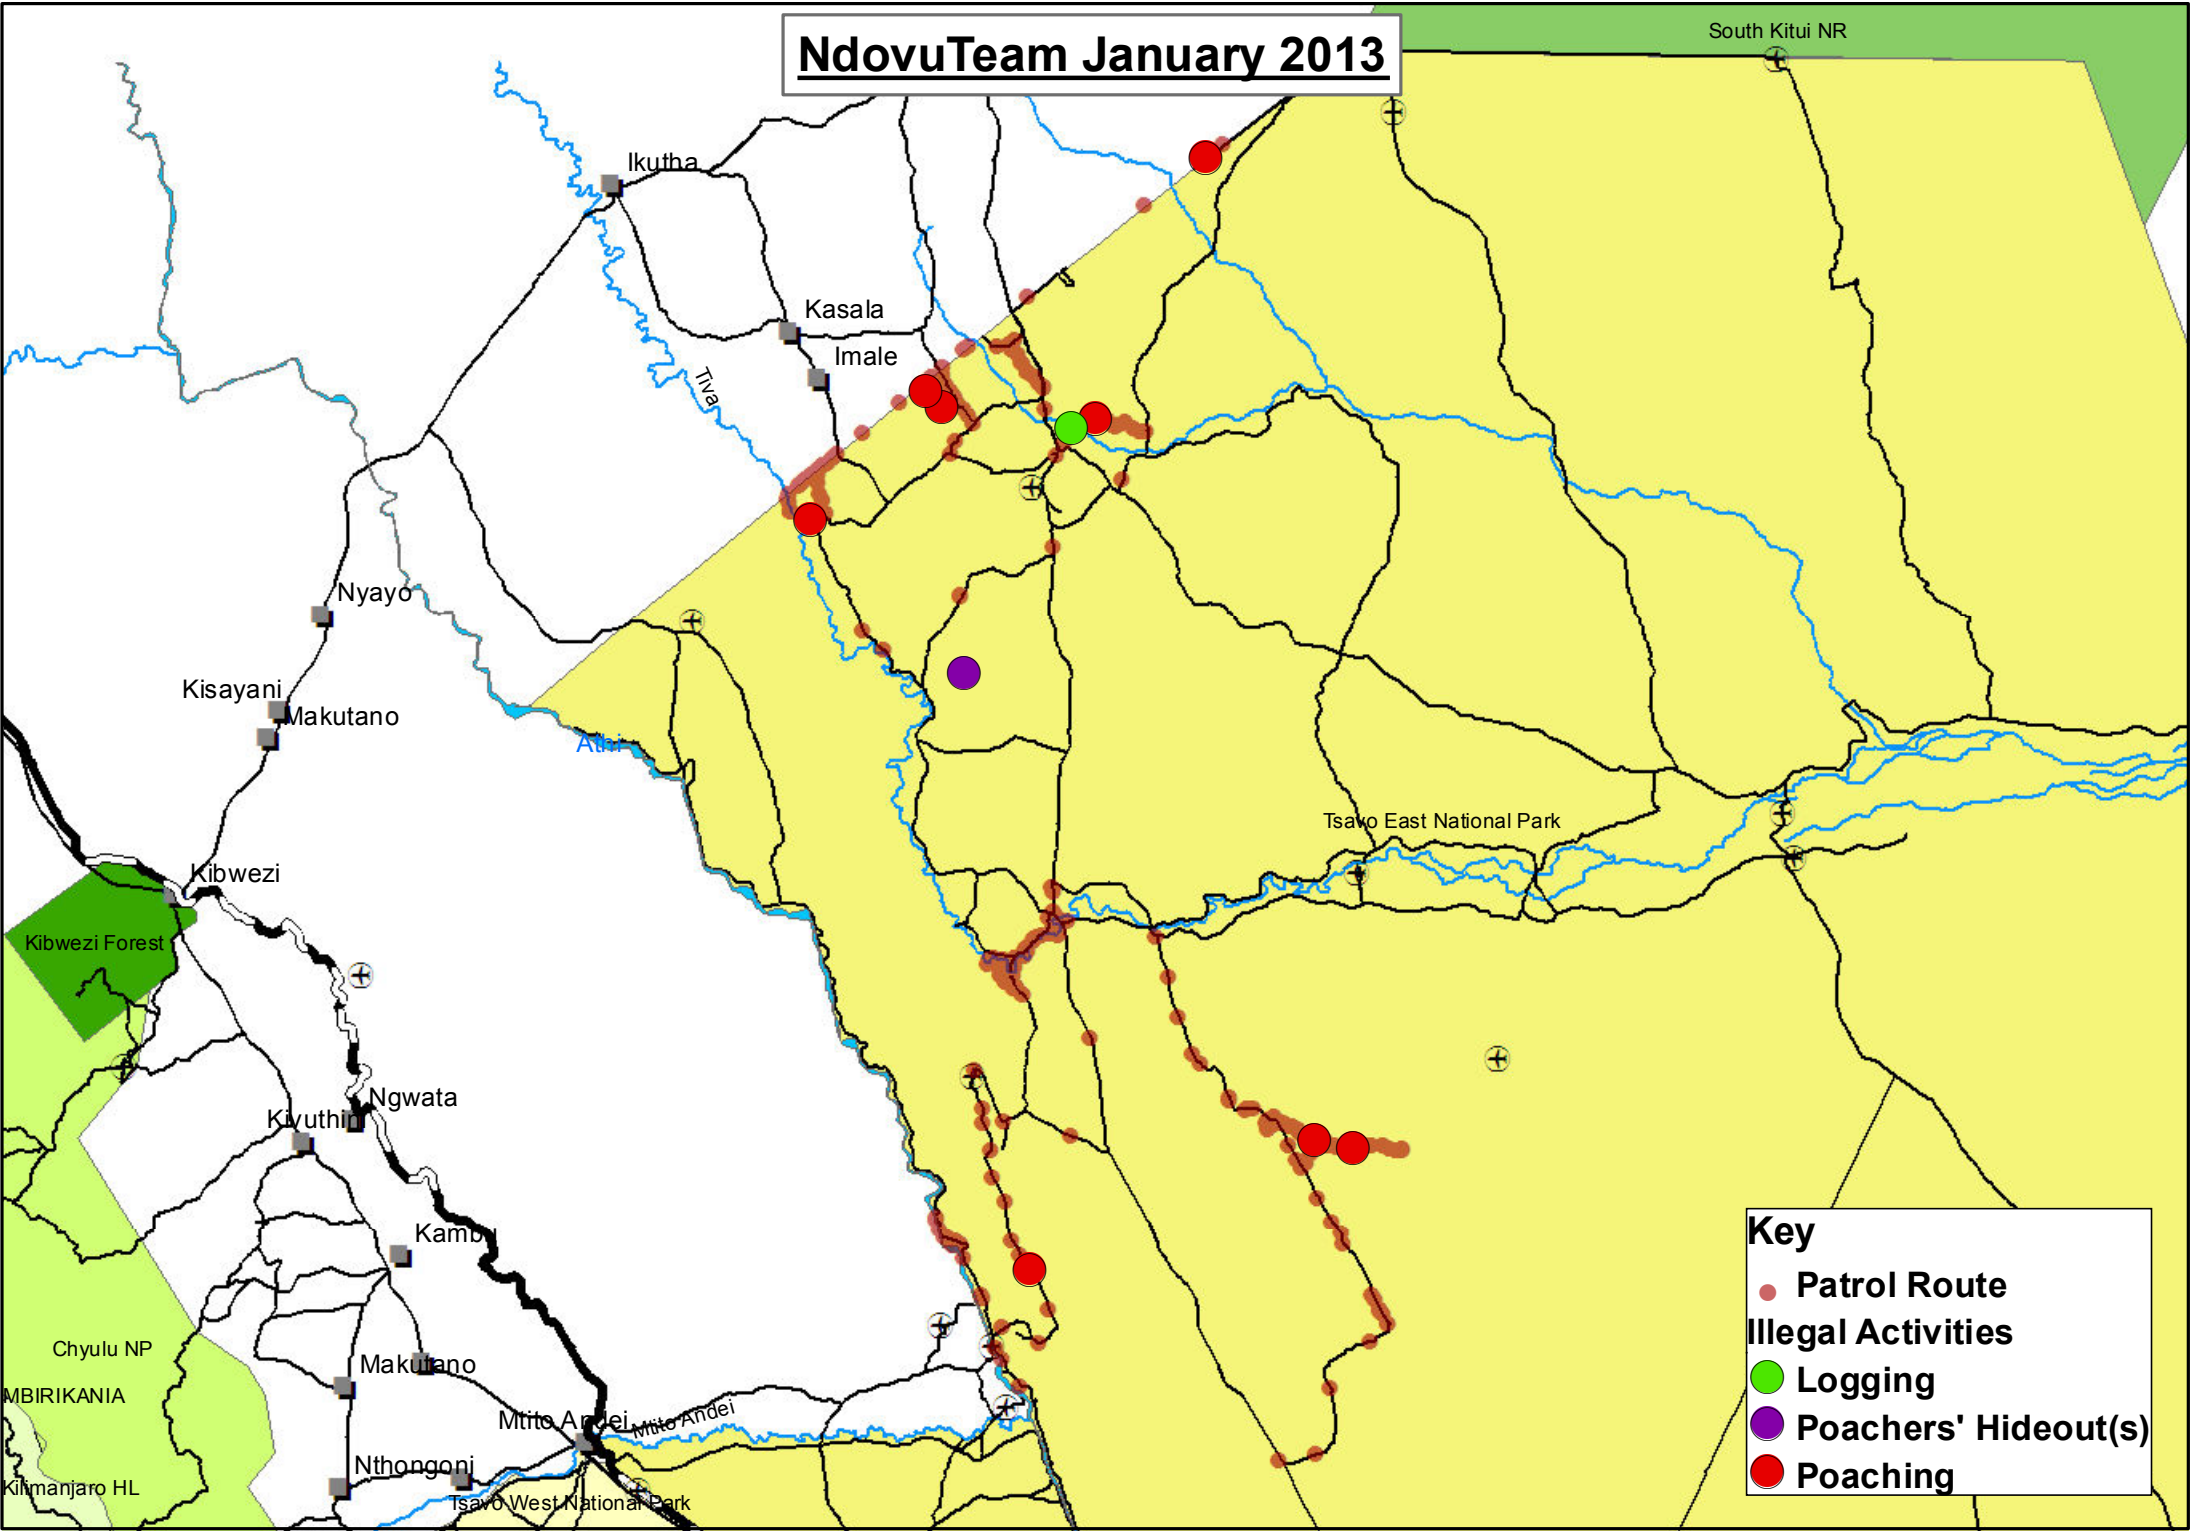 NdovuTeam January 2013
South Kitui NR
Ikutha
Kasala
Imale
Tiva
Nyayo
Kisayani
Makutano
Athi
Tsavo East National Park
Kibwezi
Kibwezi Forest
Ngwata
Kivuthini
Kambu
Chyulu NP
Makutano
MBIRIKANIA
Mtito Andei
Mtito Andei
Nthongoni
Kilimanjaro HL
Tsavo West National Park
Key
Patrol Route
Illegal Activities
Logging
Poachers' Hideout(s)
Poaching